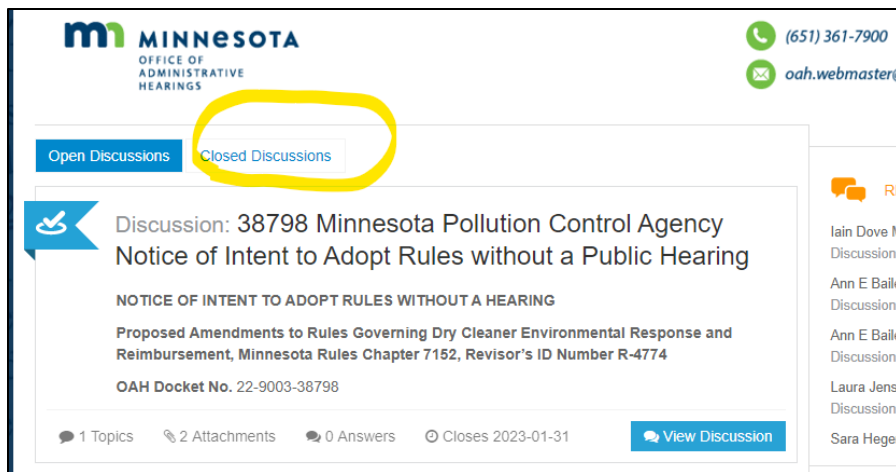 MINNESOTA
OFFICE OF
ADMINISTRATIVE
HEARINGS
(651) 361-7900
oah.webmaster@
Open Discussions
Closed Discussions
Discussion: 38798 Minnesota Pollution Control Agency
Notice of Intent to Adopt Rules without a Public Hearing
NOTICE OF INTENT TO ADOPT RULES WITHOUT A HEARING
Proposed Amendments to Rules Governing Dry Cleaner Environmental Response and
Reimbursement, Minnesota Rules Chapter 7152, Revisor's ID Number R-4774
OAH Docket No. 22-9003-38798
1 Topics 2 Attachments 0 Answers Closes 2023-01-31 View Discussion
Iain Dove
Discussion
Ann E
Discussion
Ann E
Discussion
Laura
Discussion
Sara